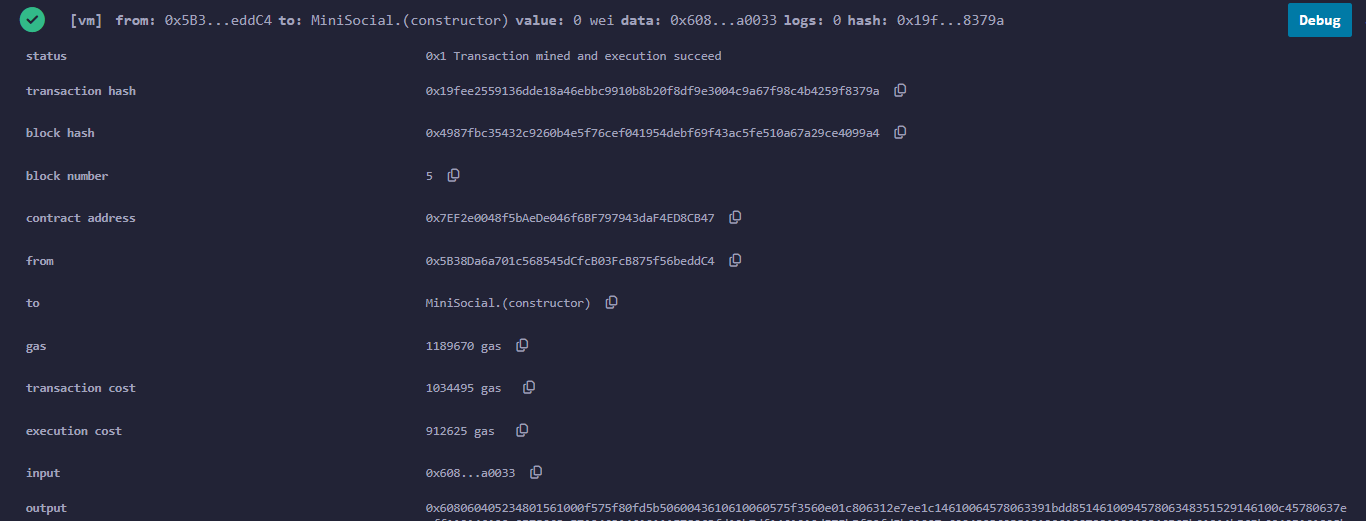 [vm] from: 0x5B3...eddC4 to: MiniSocial.(constructor) value: 0 wei data: 0x608...a0033 logs: 0 hash: 0x19f...8379a Debug
status 0x1 Transaction mined and execution succeed
transaction hash 0x19fee2559136dde18a46ebbc9910b8b20f8df9e3004c9a67f98c4b4259f8379a
block hash 0x4987fbc35432c9260b4e5f76cef041954debf69f43ac5fe510a67a29ce4099a4
block number 5
contract address 0x7EF2e0048f5bAeDe046f6BF797943daF4ED8CB47
from 0x5B38Da6a701c568545dCfcB03FcB875f56beddC4
to MiniSocial.(constructor)
gas 1189670 gas
transaction cost 1034495 gas
execution cost 912625 gas
input 0x608...a0033
output 0x608060405234801561000f575f80fd5b506004361061006057​5f3560e01c806312e7ee1c14610064578063391bdd8514610094578063483515291461​00c45780637e